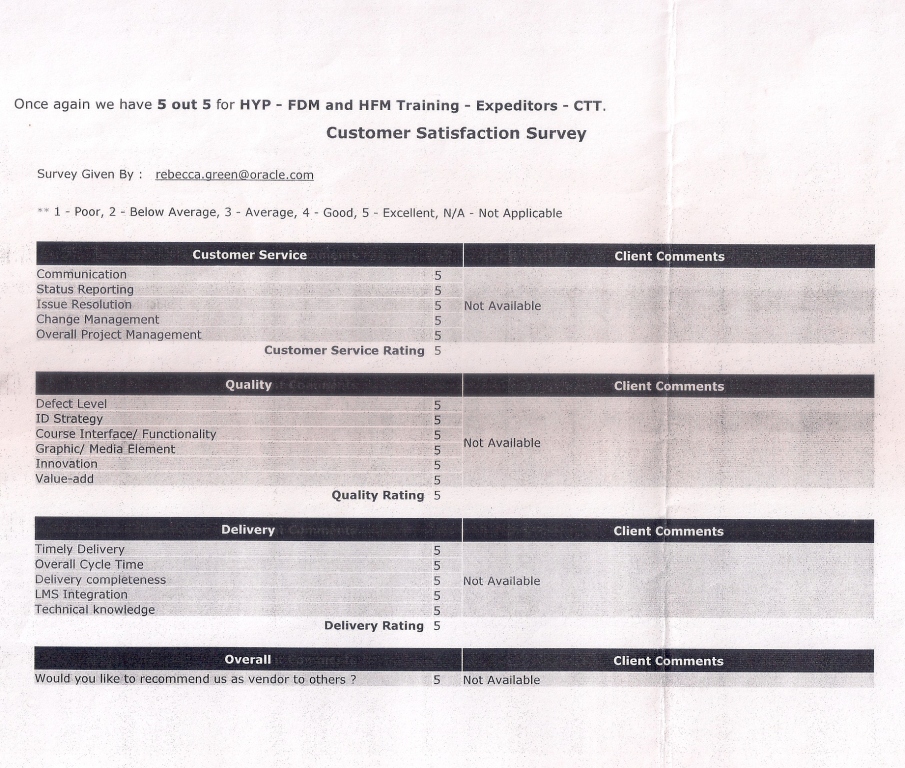 Once again we have 5 out 5 for HYP - FDM and HFM Training - Expeditors - CTT.
Customer Satisfaction Survey
Survey Given By : rebecca.green@oracle.com
** 1 - Poor, 2 - Below Average, 3 - Average, 4 - Good, 5 - Excellent, N/A - Not Applicable
Customer Service Client Comments
Communication 5
Status Reporting 5
Issue Resolution 5 Not Available
Change Management 5
Overall Project Management 5
Customer Service Rating 5
Quality Client Comments
Defect Level 5
ID Strategy 5
Course Interface/ Functionality 5
Not Available
Graphic/ Media Element 5
Innovation 5
Value-add 5
Quality Rating 5
Delivery Client Comments
Timely Delivery 5
Overall Cycle Time 5
Delivery completeness 5 Not Available
LMS Integration 5
Technical knowledge 5
Delivery Rating 5
Overall Client Comments
Would you like to recommend us as vendor to others ? 5 Not Available